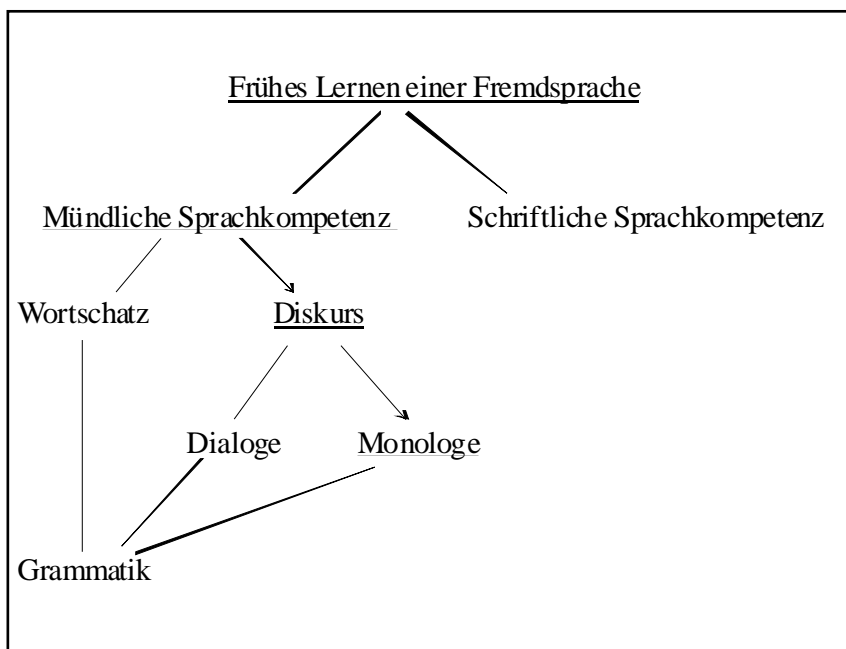 Frühes Lernen einer Fremdsprache
Mündliche Sprachkompetenz
Schriftliche Sprachkompetenz
Wortschatz
Diskurs
Dialoge
Monologe
Grammatik